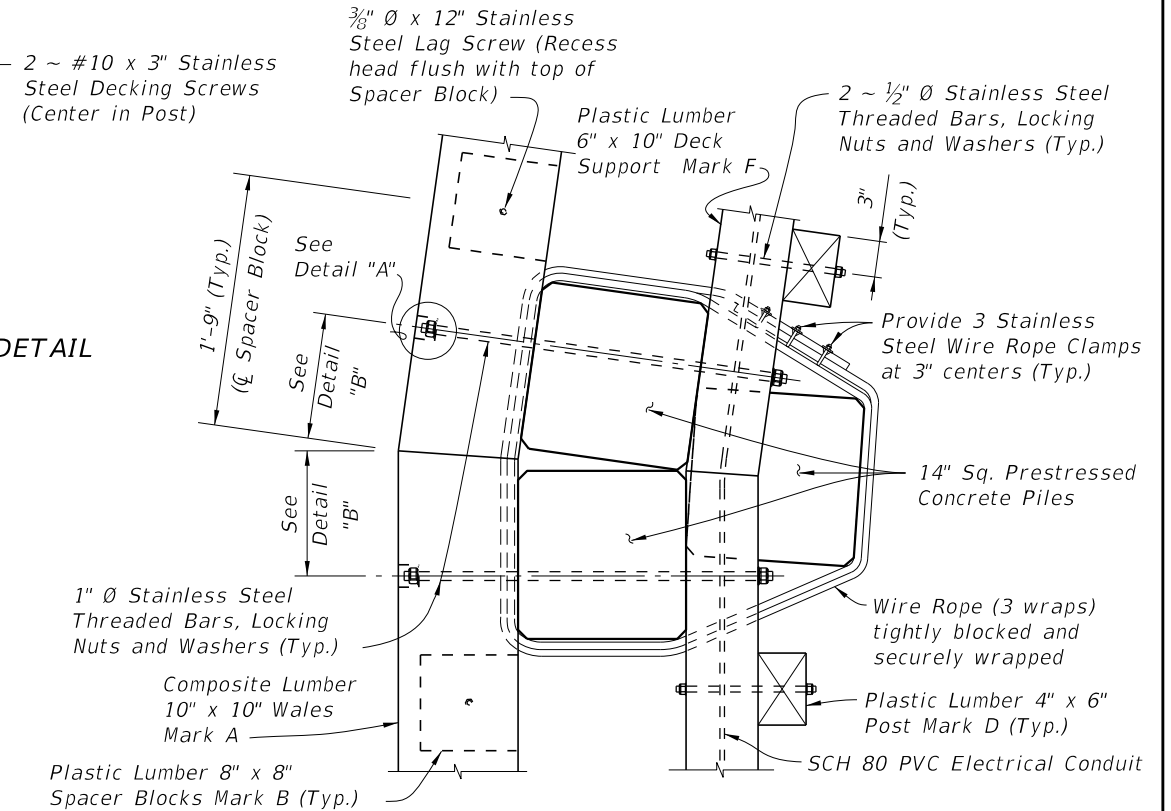 2 ~ #10 x 3" Stainless
Steel Decking Screws
(Center in Post)
⅜" Ø x 12" Stainless
Steel Lag Screw (Recess
head flush with top of
Spacer Block)
Plastic Lumber
6" x 10" Deck
Support Mark F
2 ~ ½" Ø Stainless Steel
Threaded Bars, Locking
Nuts and Washers (Typ.)
3"
(Typ.)
1'-9" (Typ.)
(℄ Spacer Block)
See
Detail "A"
DETAIL
See
Detail
"B"
Provide 3 Stainless
Steel Wire Rope Clamps
at 3" centers (Typ.)
14" Sq. Prestressed
Concrete Piles
See
Detail
"B"
1" Ø Stainless Steel
Threaded Bars, Locking
Nuts and Washers (Typ.)
Wire Rope (3 wraps)
tightly blocked and
securely wrapped
Composite Lumber
10" x 10" Wales
Mark A
Plastic Lumber 4" x 6"
Post Mark D (Typ.)
SCH 80 PVC Electrical Conduit
Plastic Lumber 8" x 8"
Spacer Blocks Mark B (Typ.)